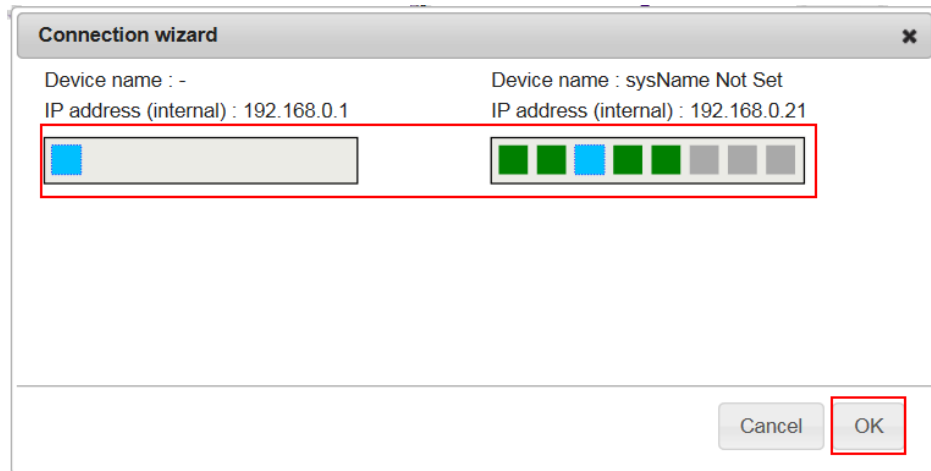 Connection wizard
Device name : -
IP address (internal) : 192.168.0.1
Device name : sysName Not Set
IP address (internal) : 192.168.0.21
Cancel
OK